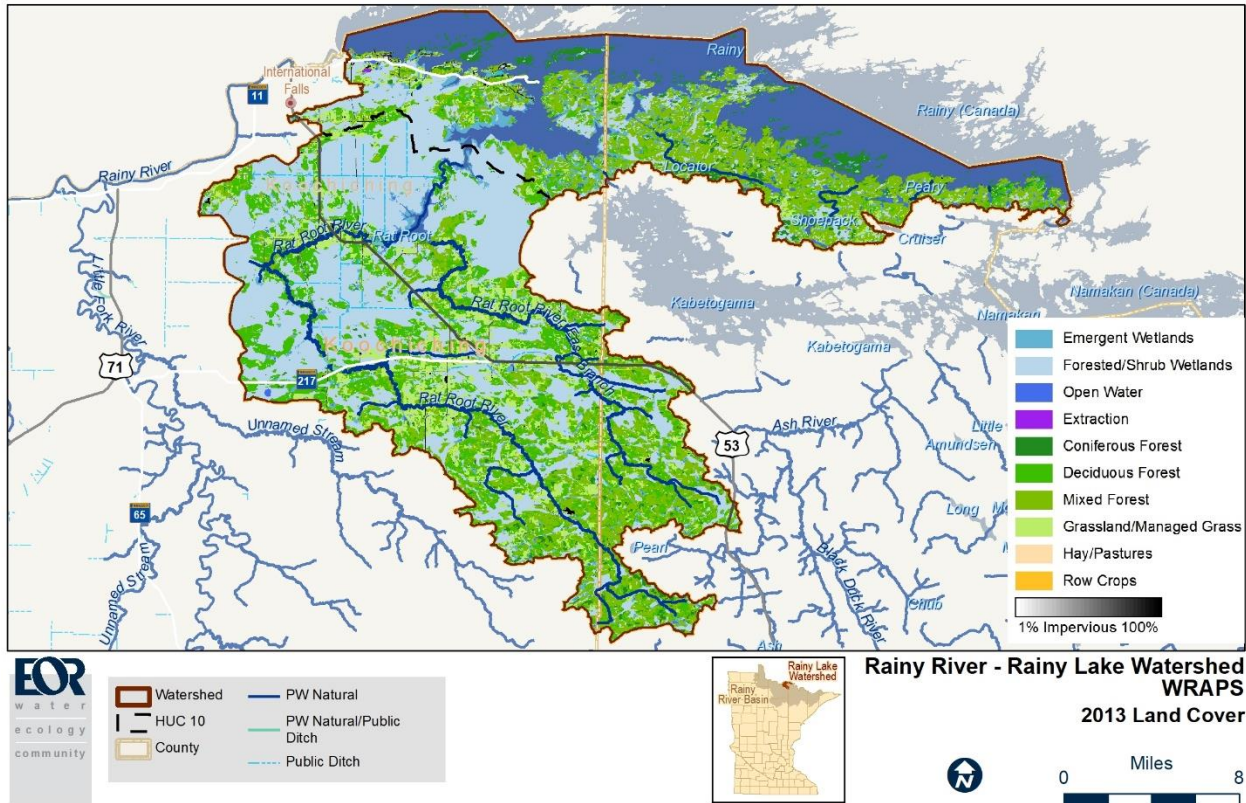 Rainy
International
Falls
11
Rainy (Canada)
Rainy River
Locator
Peary
Koochiching
Shoepack
Rat Root River
Rat Root
Cruiser
Little Fork River
Kabetogama
Namakan (Canada)
Namakan
Rat Root River East Branch
Koochiching
Kabetogama
71
217
Rat Root River
Unnamed Stream
53
Ash River
Little
Amundsen
65
Long
Unnamed Stream
Pearl
Black Duck River
Chub
Ash
Emergent Wetlands
Forested/Shrub Wetlands
Open Water
Extraction
Coniferous Forest
Deciduous Forest
Mixed Forest
Grassland/Managed Grass
Hay/Pastures
Row Crops
1% Impervious 100%
EOR
water
ecology
community
Watershed
HUC 10
County
PW Natural
PW Natural/Public
Ditch
Public Ditch
Rainy Lake
Watershed
Rainy
River Basin
Rainy River - Rainy Lake Watershed
WRAPS
2013 Land Cover
N
Miles
0 8